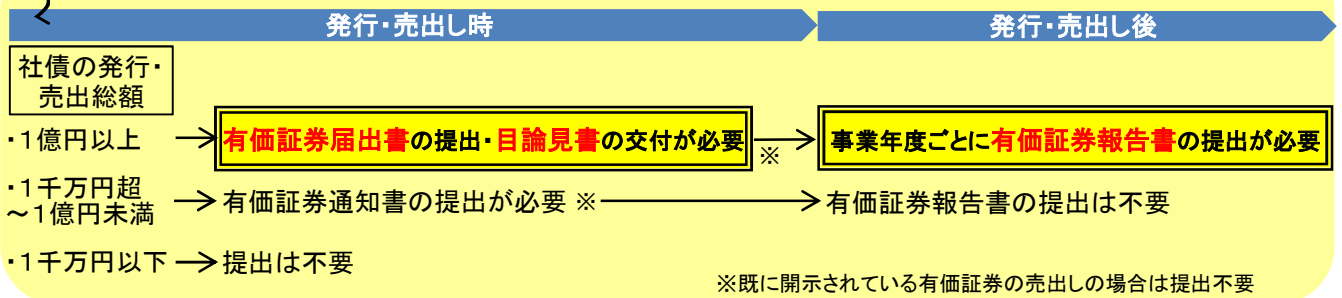 発行・売出し時
発行・売出し後
社債の発行・
売出総額
・1億円以上
有価証券届出書の提出・目論見書の交付が必要
※
事業年度ごとに有価証券報告書の提出が必要
・1千万円超
～1億円未満
有価証券通知書の提出が必要 ※
有価証券報告書の提出は不要
・1千万円以下
提出は不要
※既に開示されている有価証券の売出しの場合は提出不要